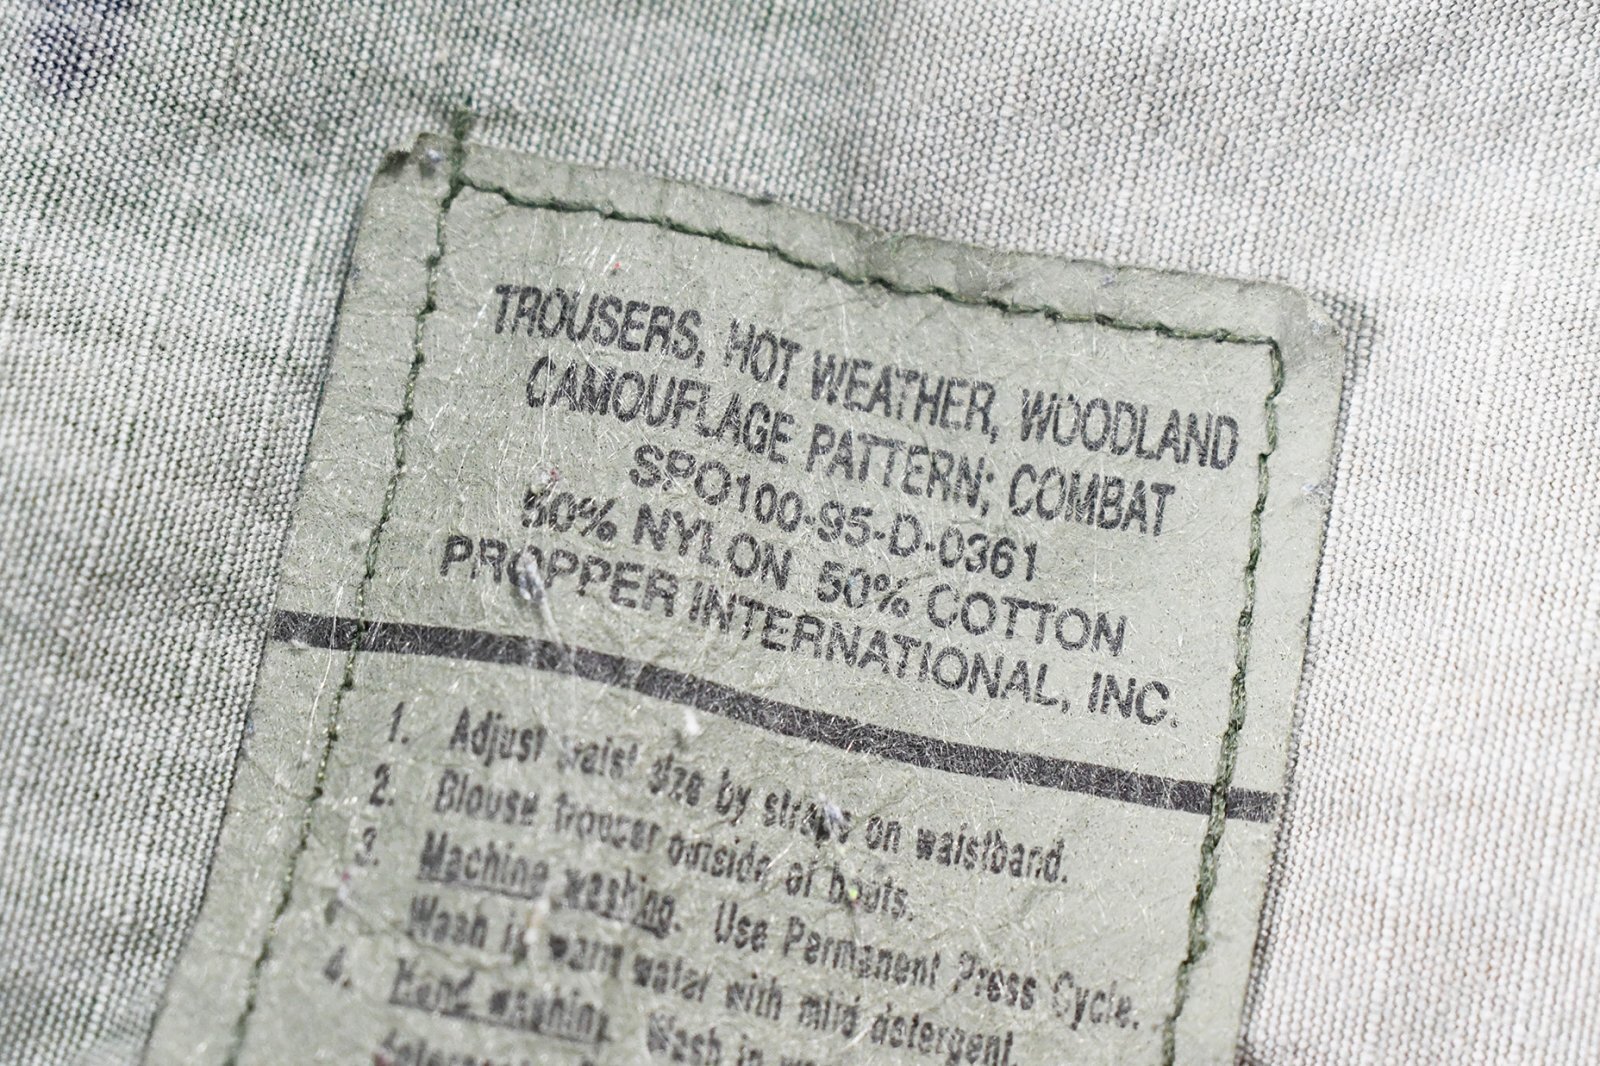 TROUSERS, HOT WEATHER, WOODLAND
CAMOUFLAGE PATTERN; COMBAT
SPO100-95-D-0361
50% NYLON 50% COTTON
PROPPER INTERNATIONAL, INC.
1. Adjust waist size by straps on waistband.
2. Blouse trouser outside of boots.
3. Machine washing. Use Permanent Press Cycle.
Wash in warm water with mild detergent.
4. Hand washing. Wash in